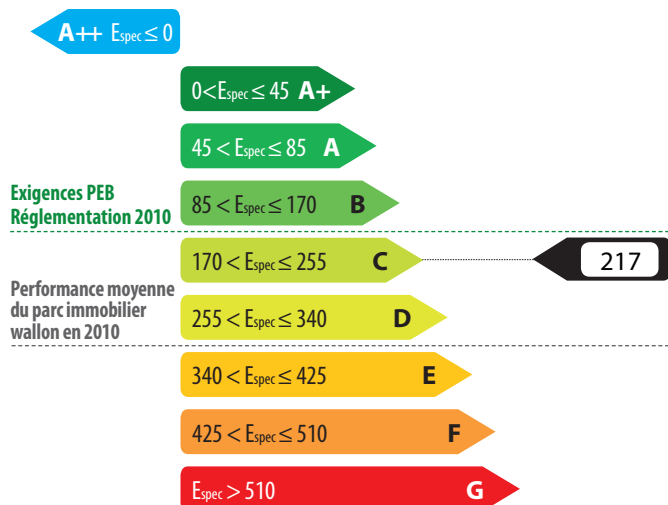 A++ Espec ≤ 0
0<Espec ≤ 45 A+
45 < Espec ≤ 85 A
Exigences PEB
Réglementation 2010
85 < Espec ≤ 170 B
170 < Espec ≤ 255 C
217
Performance moyenne
du parc immobilier
wallon en 2010
255 < Espec ≤ 340 D
340 < Espec ≤ 425 E
425 < Espec ≤ 510 F
Espec > 510 G